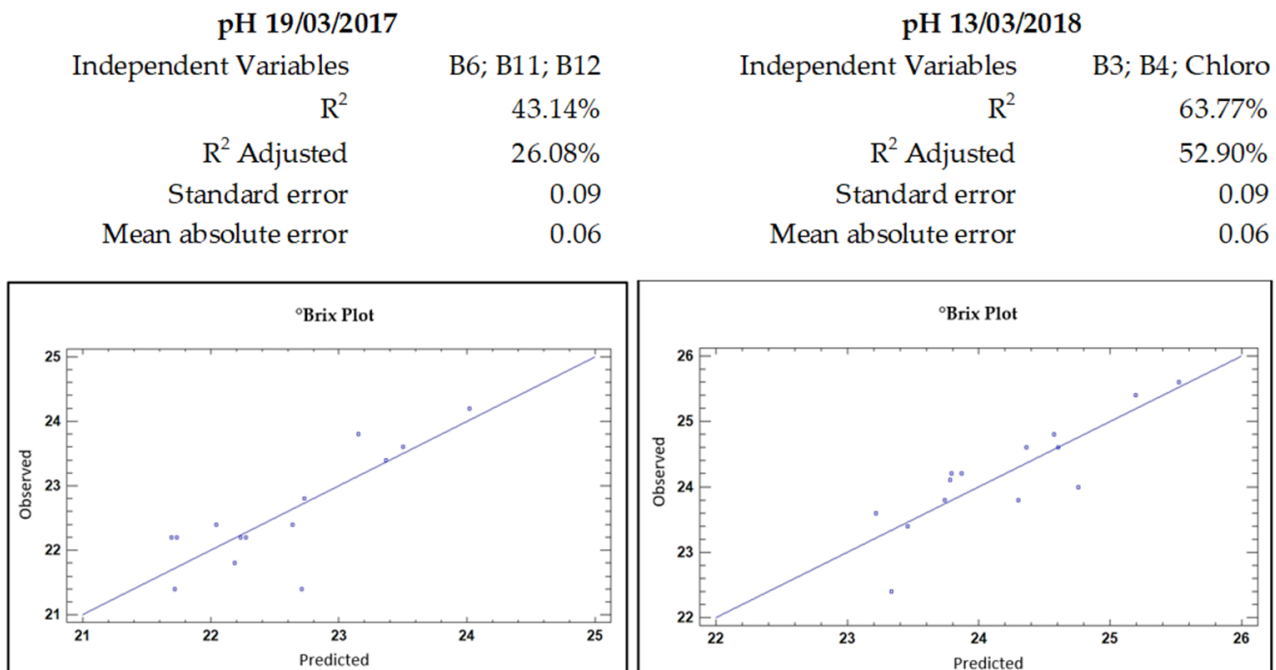 pH 19/03/2017
Independent Variables B6; B11; B12
R² 43.14%
R² Adjusted 26.08%
Standard error 0.09
Mean absolute error 0.06
pH 13/03/2018
Independent Variables B3; B4; Chloro
R² 63.77%
R² Adjusted 52.90%
Standard error 0.09
Mean absolute error 0.06
°Brix Plot
25
24
23
22
21
Observed
21 22 23 24 25
Predicted
°Brix Plot
26
25
24
23
22
Observed
22 23 24 25 26
Predicted